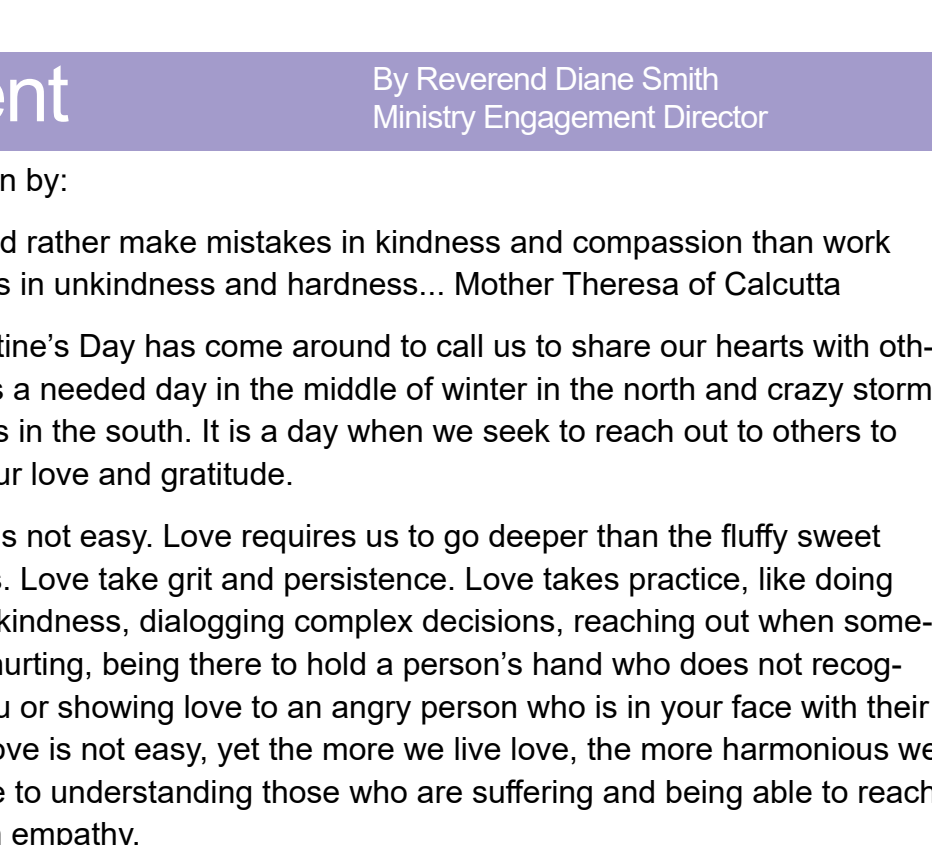 ent
By Reverend Diane Smith
Ministry Engagement Director
n by:
d rather make mistakes in kindness and compassion than work
s in unkindness and hardness... Mother Theresa of Calcutta
tine’s Day has come around to call us to share our hearts with oth-
s a needed day in the middle of winter in the north and crazy storm
s in the south. It is a day when we seek to reach out to others to
ur love and gratitude.
s not easy. Love requires us to go deeper than the fluffy sweet
s. Love take grit and persistence. Love takes practice, like doing
kindness, dialogging complex decisions, reaching out when some-
hurting, being there to hold a person’s hand who does not recog-
u or showing love to an angry person who is in your face with their
ove is not easy, yet the more we live love, the more harmonious we
e to understanding those who are suffering and being able to reach
n empathy.